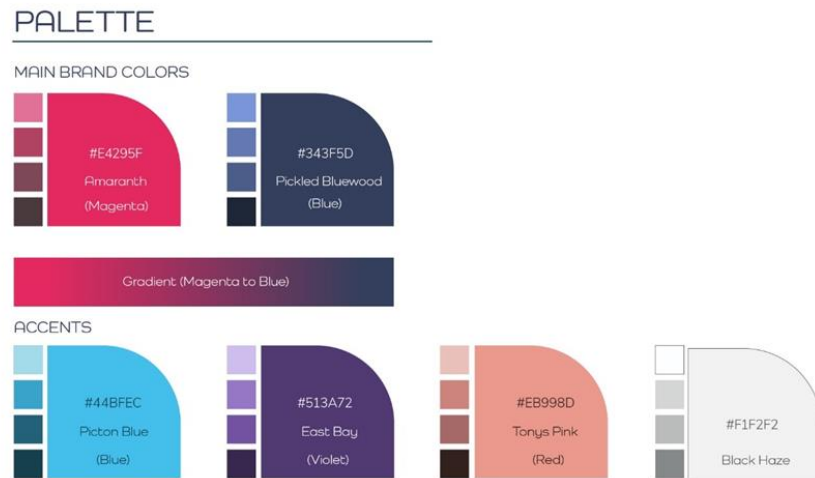 PALETTE
MAIN BRAND COLORS
#E4295F
Amaranth
(Magenta)
#343F5D
Pickled Bluewood
(Blue)
Gradient (Magenta to Blue)
ACCENTS
#44BFEC
Picton Blue
(Blue)
#513A72
East Bay
(Violet)
#EB998D
Tonys Pink
(Red)
#F1F2F2
Black Haze